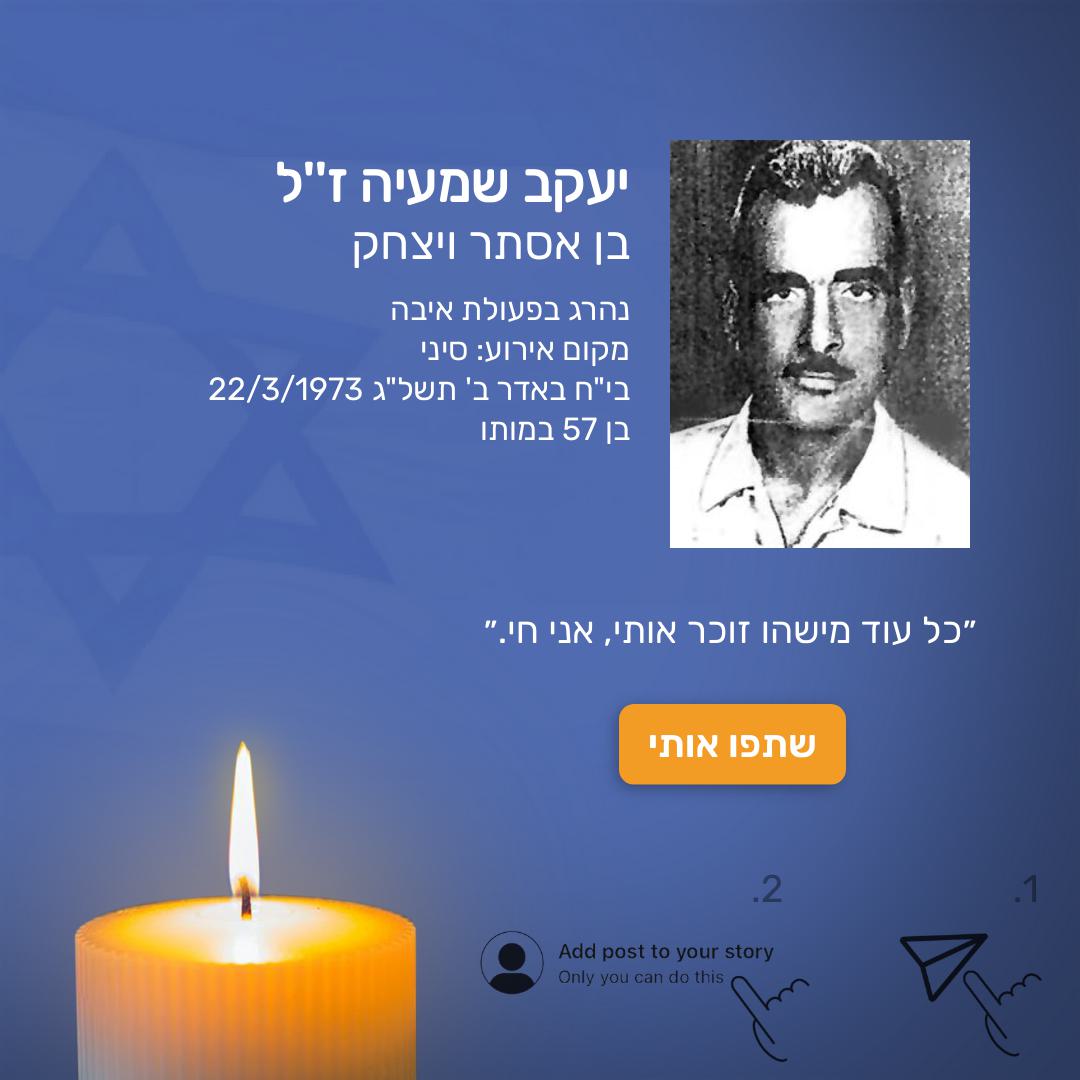 יעקב שמעיה ז"ל
בן אסתר ויצחק
נהרג בפעולת איבה
מקום אירוע: סיני
בי"ח באדר ב' תשל"ג 22/3/1973
בן 57 במותו
״כל עוד מישהו זוכר אותי, אני חי.״
שתפו אותי
1.
2.
Add post to your story
Only you can do this